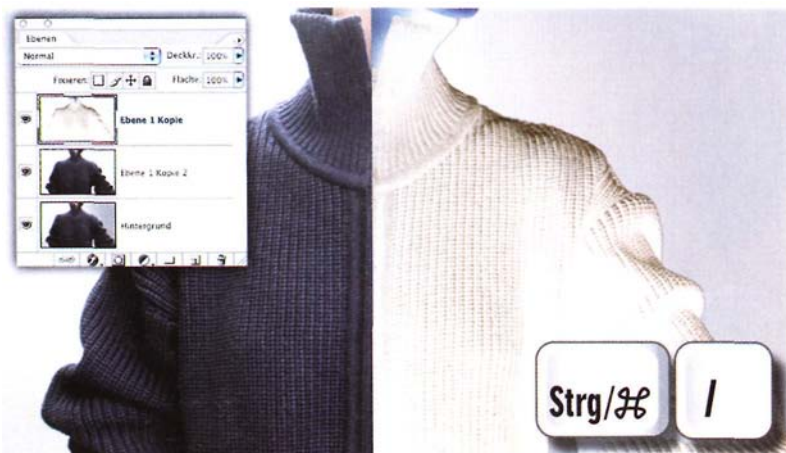 Ebenen
Normal Deckkr.: 100%
Fixieren: Fläche: 100%
Ebene 1 Kopie
Ebene 1 Kopie 2
Hintergrund
Strg/⌘ I